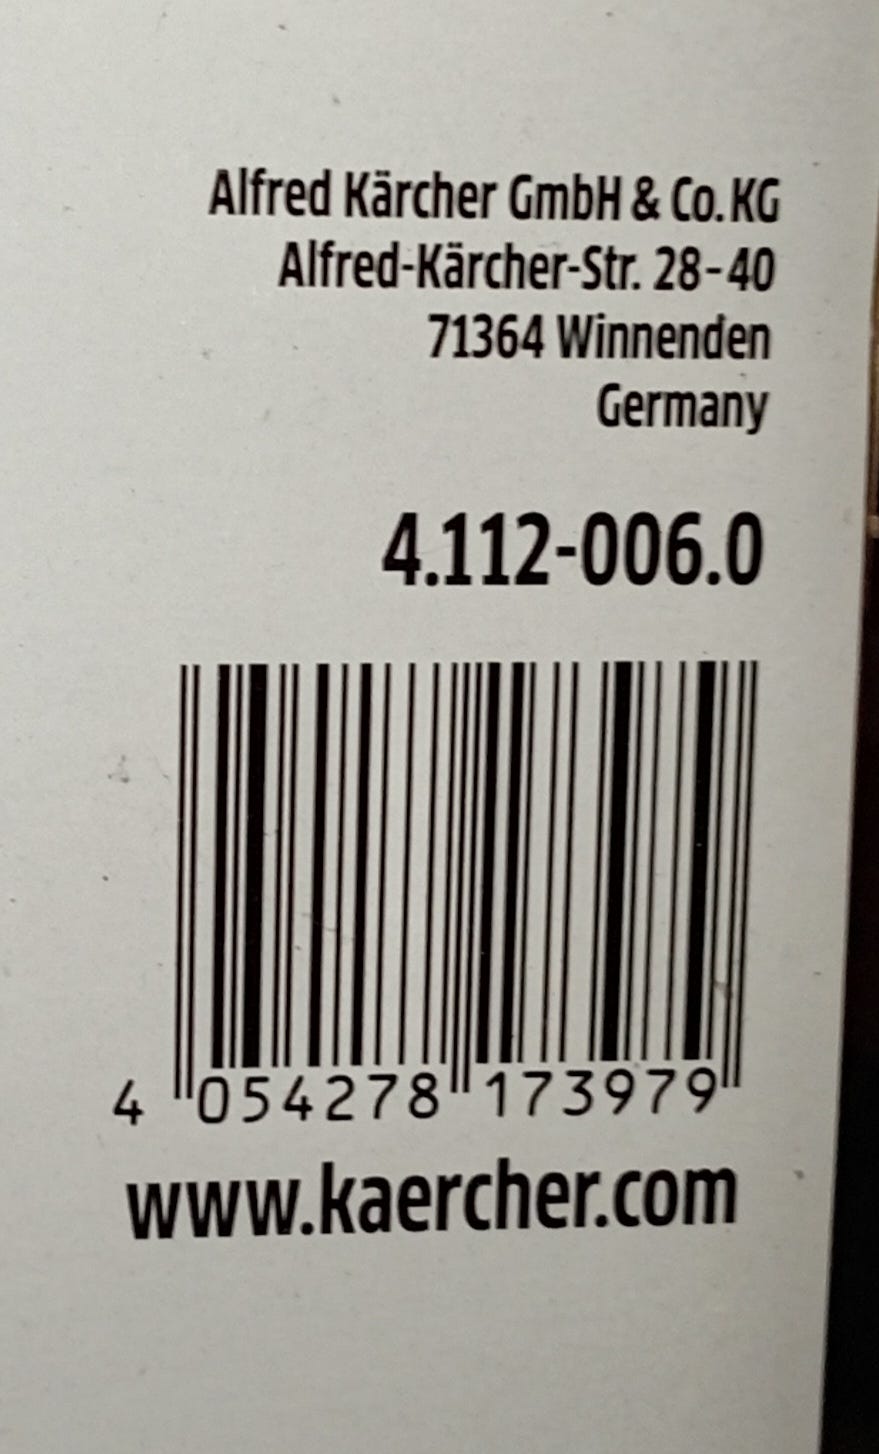 Alfred Kärcher GmbH & Co. KG
Alfred-Kärcher-Str. 28-40
71364 Winnenden
Germany
4.112-006.0
4 054278 173979
www.kaercher.com